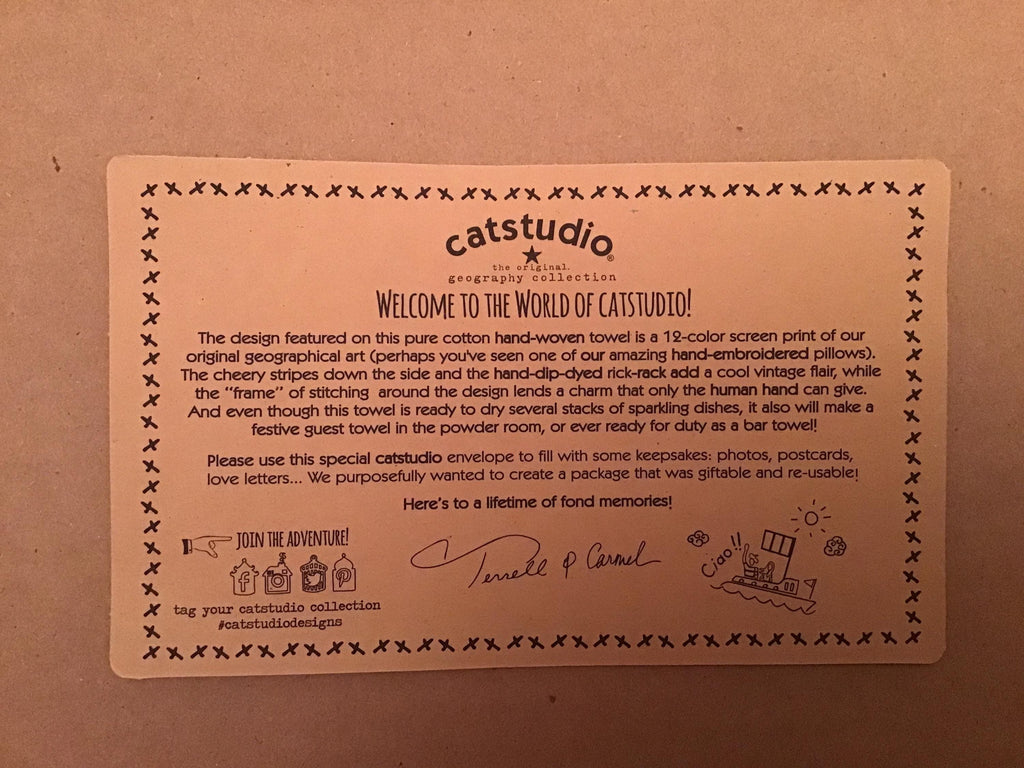 catstudio®
the original.
geography collection
WELCOME TO THE WORLD OF CATSTUDIO!
The design featured on this pure cotton hand-woven towel is a 12-color screen print of our
original geographical art (perhaps you've seen one of our amazing hand-embroidered pillows).
The cheery stripes down the side and the hand-dip-dyed rick-rack add a cool vintage flair, while
the "frame" of stitching around the design lends a charm that only the human hand can give.
And even though this towel is ready to dry several stacks of sparkling dishes, it also will make a
festive guest towel in the powder room, or ever ready for duty as a bar towel!
Please use this special catstudio envelope to fill with some keepsakes: photos, postcards,
love letters... We purposefully wanted to create a package that was giftable and re-usable!
Here's to a lifetime of fond memories!
JOIN THE ADVENTURE!
tag your catstudio collection
#catstudiodesigns
Terrell & Carmel
Ciao!!